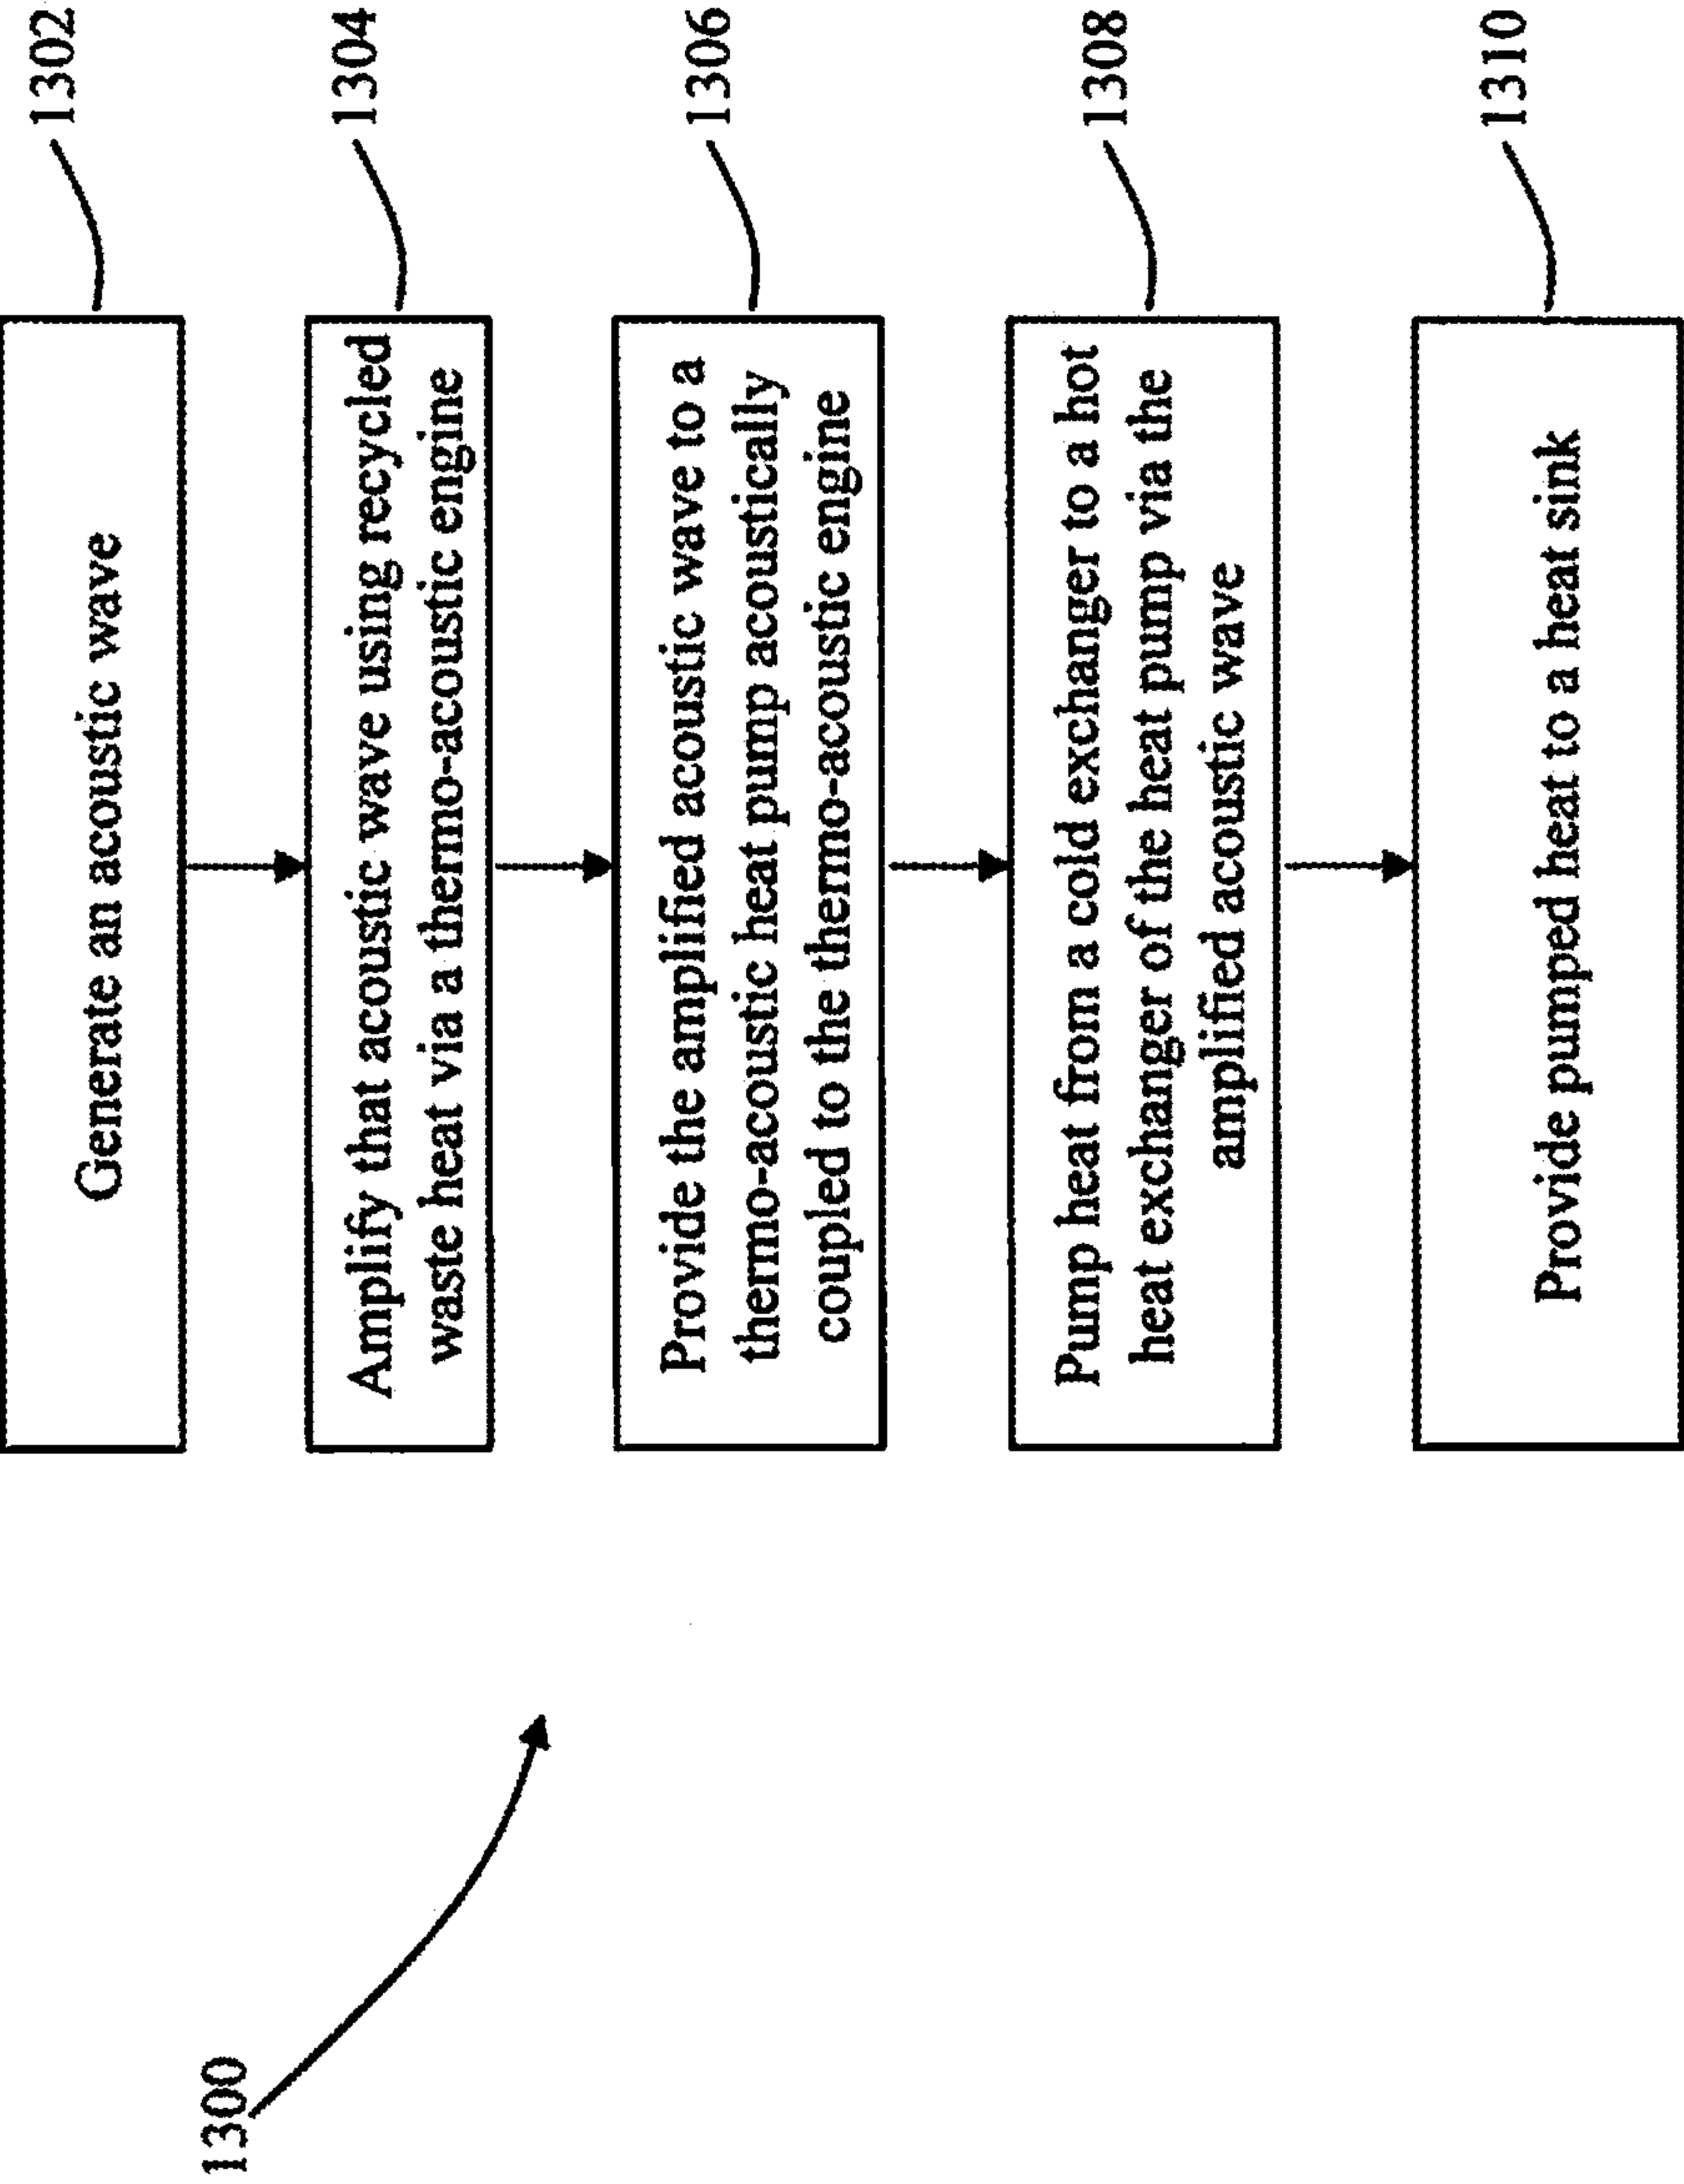 1300
Generate an acoustic wave
1302
Amplify that acoustic wave using recycled
waste heat via a thermo-acoustic engine
1304
Provide the amplified acoustic wave to a
thermo-acoustic heat pump acoustically
coupled to the thermo-acoustic engine
1306
Pump heat from a cold exchanger to a hot
heat exchanger of the heat pump via the
amplified acoustic wave
1308
Provide pumped heat to a heat sink
1310